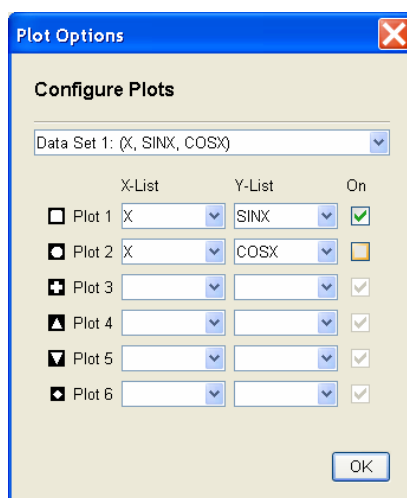 Plot Options
Configure Plots
Data Set 1: (X, SINX, COSX)
X-List Y-List On
Plot 1 X SINX
Plot 2 X COSX
Plot 3
Plot 4
Plot 5
Plot 6
OK